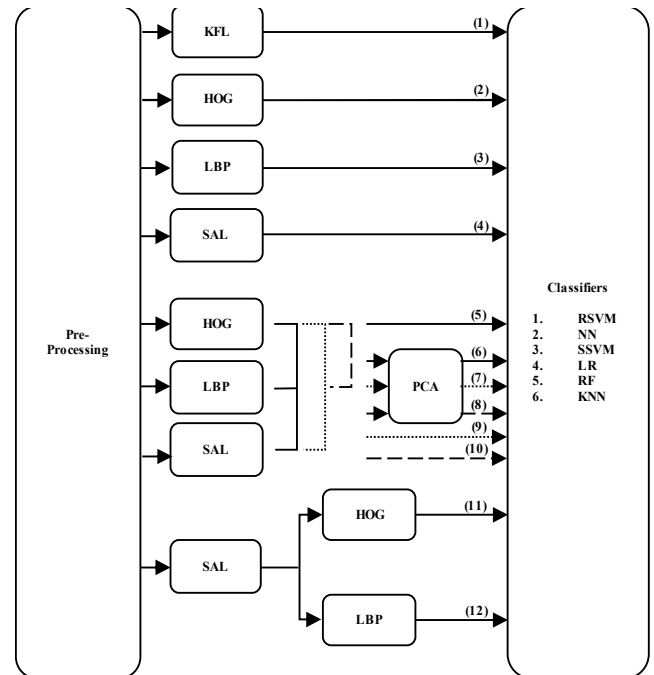 Pre-
Processing
KFL
(1)
HOG
(2)
LBP
(3)
SAL
(4)
HOG
LBP
SAL
(5)
PCA
(6)
(7)
(8)
(9)
(10)
SAL
HOG
(11)
LBP
(12)
Classifiers
1. RSVM
2. NN
3. SSVM
4. LR
5. RF
6. KNN